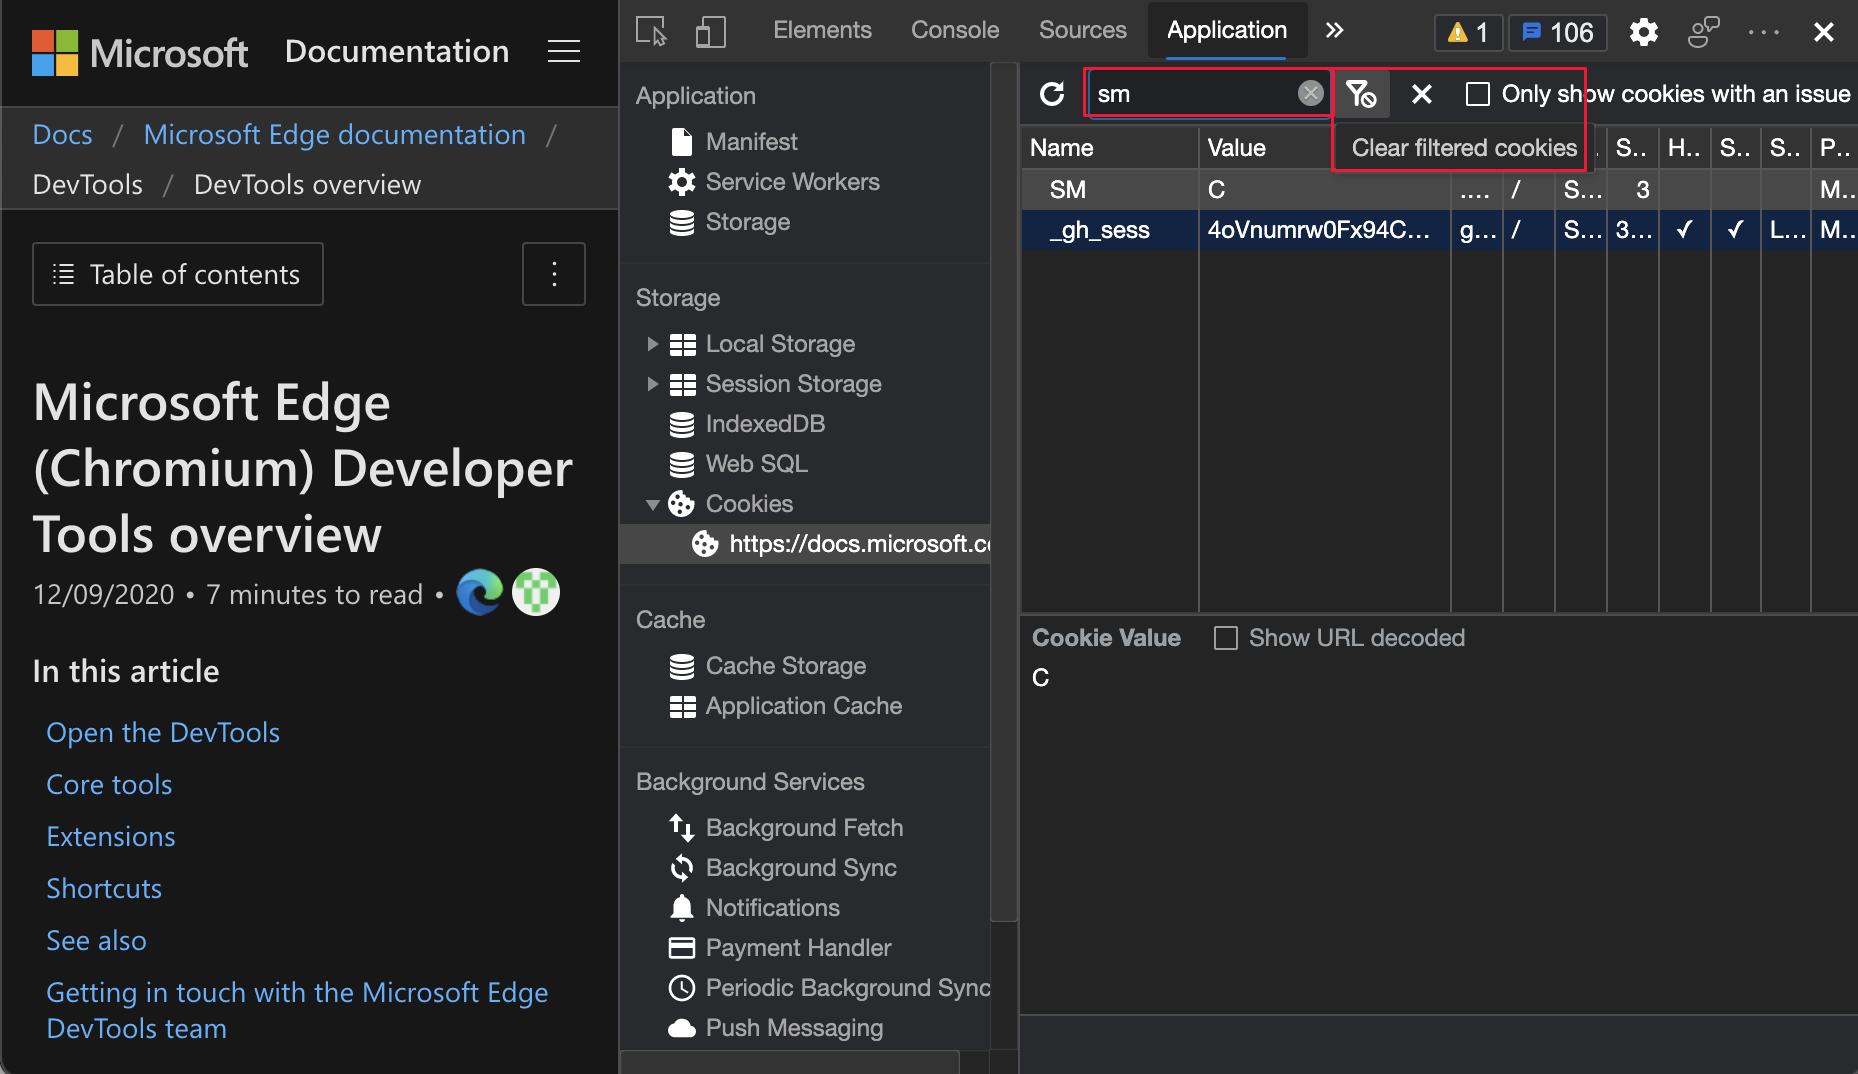 Microsoft Documentation
Docs / Microsoft Edge documentation /
DevTools / DevTools overview
Table of contents
Microsoft Edge
(Chromium) Developer
Tools overview
12/09/2020 • 7 minutes to read •
In this article
Open the DevTools
Core tools
Extensions
Shortcuts
See also
Getting in touch with the Microsoft Edge
DevTools team
Elements Console Sources Application 1 106
Application
Manifest
Service Workers
Storage
Storage
Local Storage
Session Storage
IndexedDB
Web SQL
Cookies
https://docs.microsoft.c
Cache
Cache Storage
Application Cache
Background Services
Background Fetch
Background Sync
Notifications
Payment Handler
Periodic Background Sync
Push Messaging
sm Only show cookies with an issue
Clear filtered cookies
Name Value S.. H.. S.. S.. P..
SM C .... / S... 3 M...
_gh_sess 4oVnumrw0Fx94C... g... / S... 3... ✓ ✓ L... M...
Cookie Value Show URL decoded
C